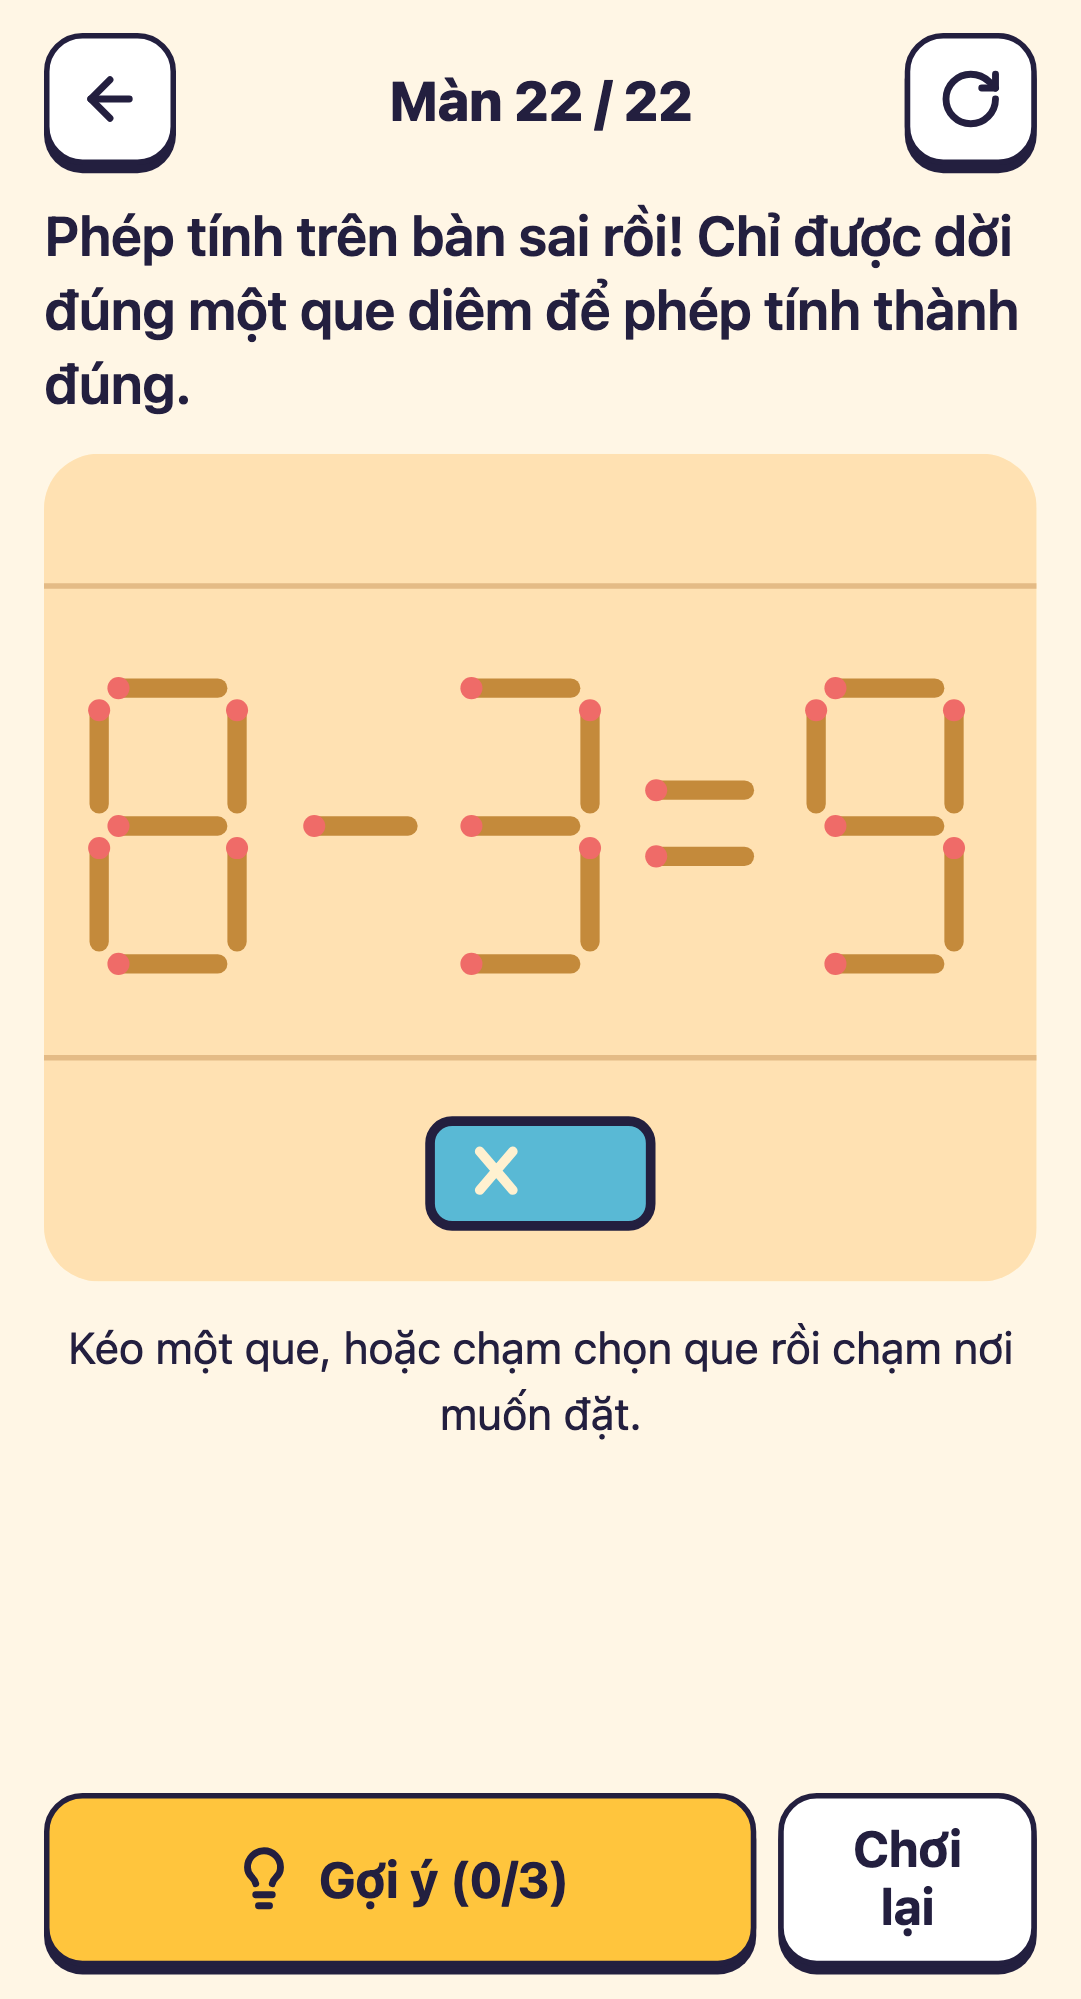 Màn 22 / 22
Phép tính trên bàn sai rồi! Chỉ được dời
đúng một que diêm để phép tính thành
đúng.
8 - 3 = 9
Kéo một que, hoặc chạm chọn que rồi chạm nơi
muốn đặt.
Gợi ý (0/3)
Chơi
lại